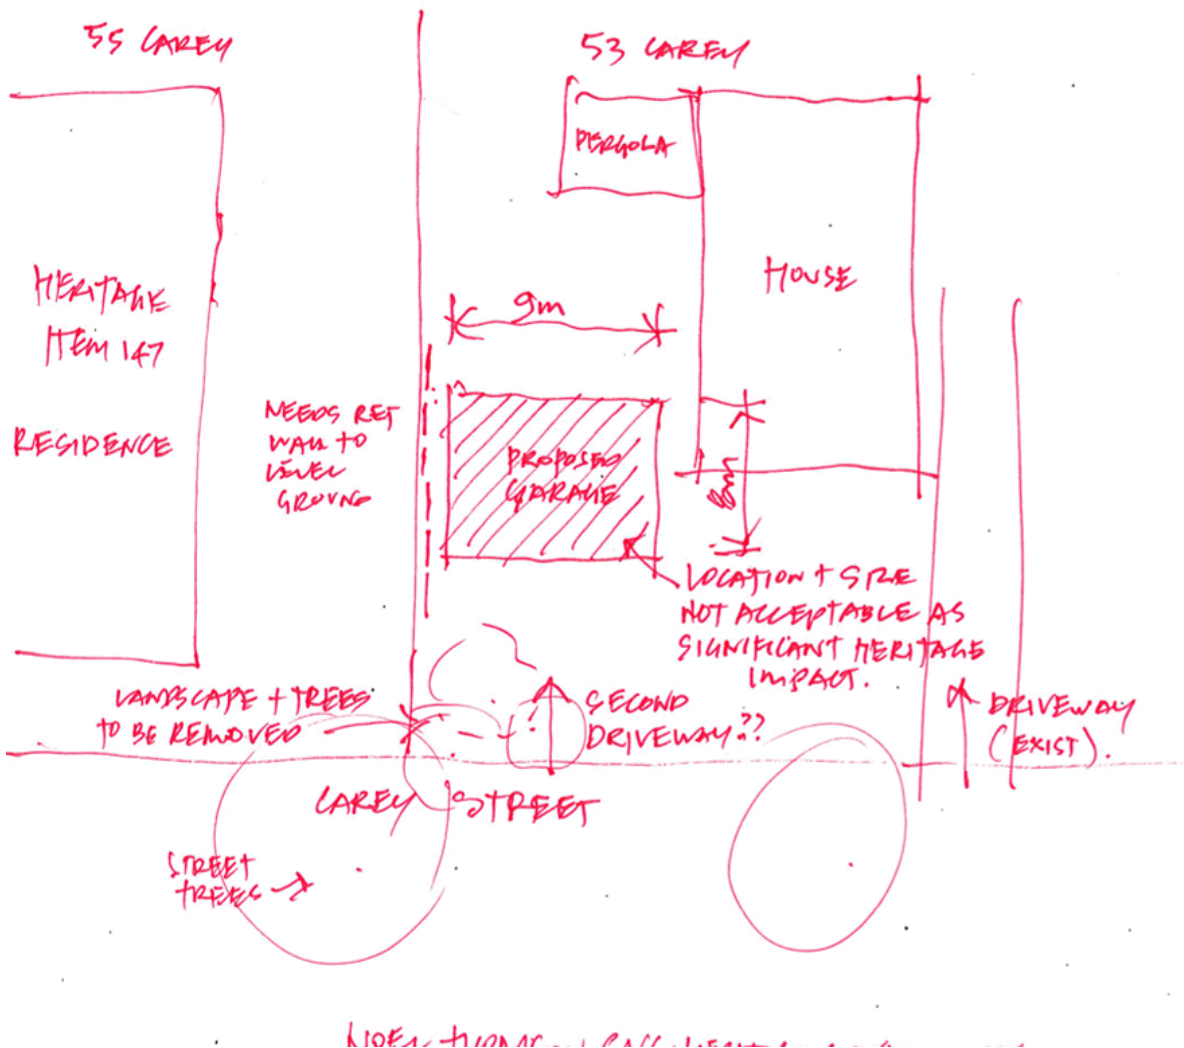 55 CAREY
53 CAREY
PERGOLA
HOUSE
HERITAGE
ITEM 147
RESIDENCE
9m
NEEDS RET
WALL TO
LEVEL
GROUND
PROPOSED
GARAGE
8m
LOCATION + SIZE
NOT ACCEPTABLE AS
SIGNIFICANT HERITAGE
IMPACT.
LANDSCAPE + TREES
TO BE REMOVED
SECOND
DRIVEWAY??
DRIVEWAY
(EXIST).
CAREY STREET
STREET
TREES